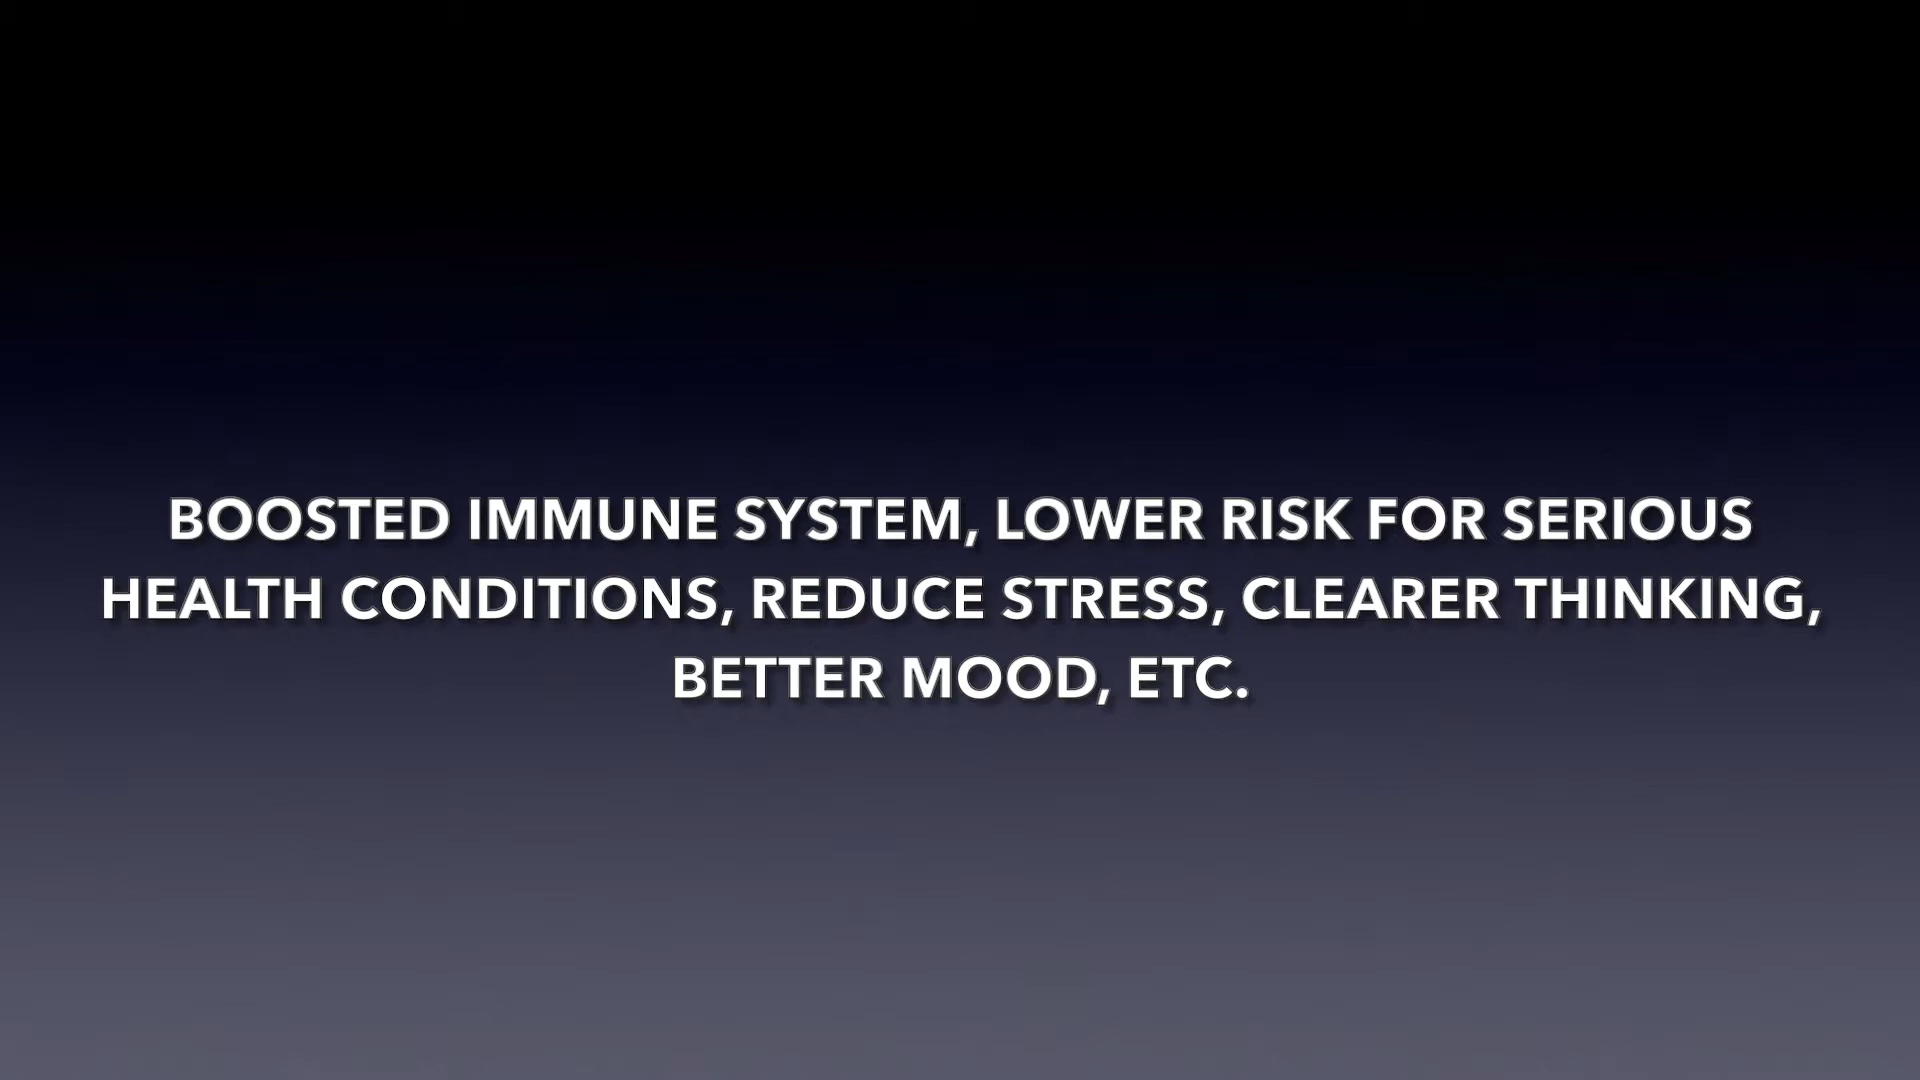 BOOSTED IMMUNE SYSTEM, LOWER RISK FOR SERIOUS
HEALTH CONDITIONS, REDUCE STRESS, CLEARER THINKING,
BETTER MOOD, ETC.